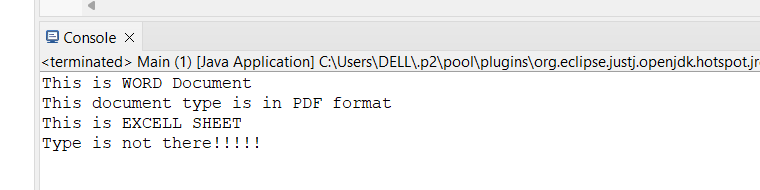 Console
<terminated> Main (1) [Java Application] C:\Users\DELL\.p2\pool\plugins\org.eclipse.justj.openjdk.hotspot.jr
This is WORD Document
This document type is in PDF format
This is EXCELL SHEET
Type is not there!!!!!